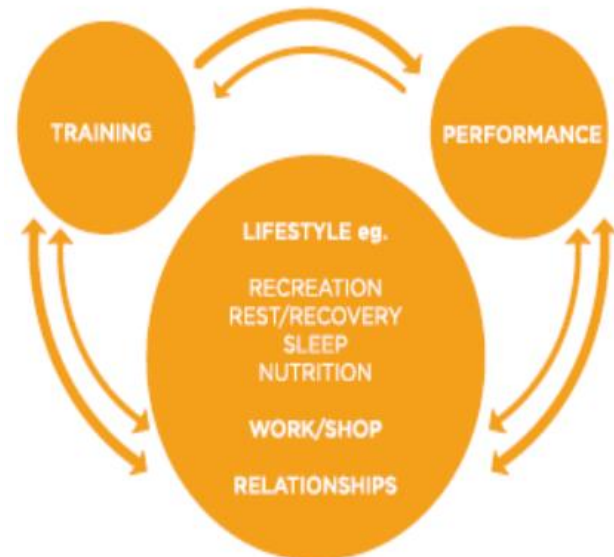 TRAINING
PERFORMANCE
LIFESTYLE eg.
RECREATION
REST/RECOVERY
SLEEP
NUTRITION
WORK/SHOP
RELATIONSHIPS